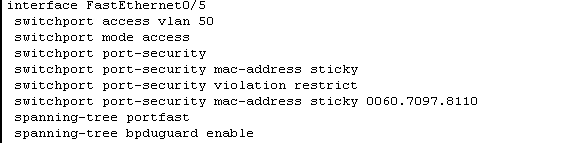 interface FastEthernet0/5
switchport access vlan 50
switchport mode access
switchport port-security
switchport port-security mac-address sticky
switchport port-security violation restrict
switchport port-security mac-address sticky 0060.7097.8110
spanning-tree portfast
spanning-tree bpduguard enable